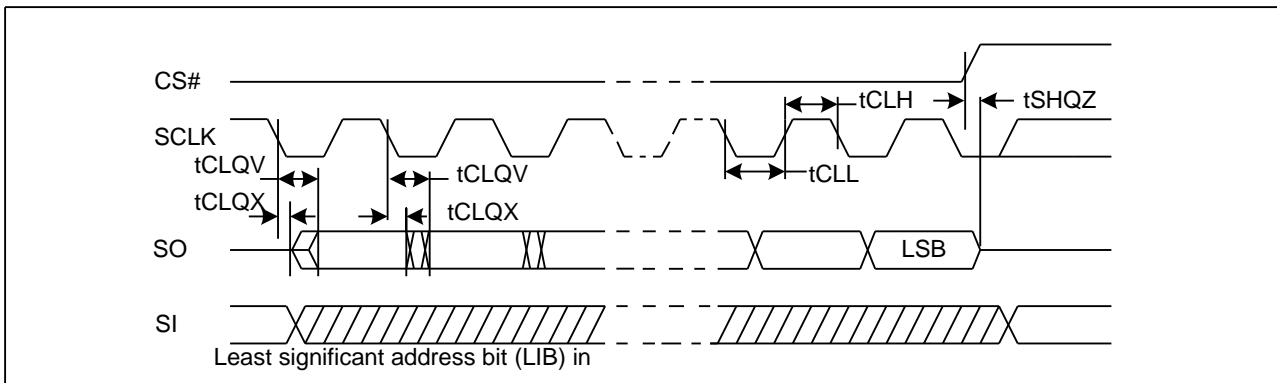 CS#
tCLH
tSHQZ
SCLK
tCLQV
tCLQV
tCLL
tCLQX
tCLQX
SO
LSB
SI
Least significant address bit (LIB) in